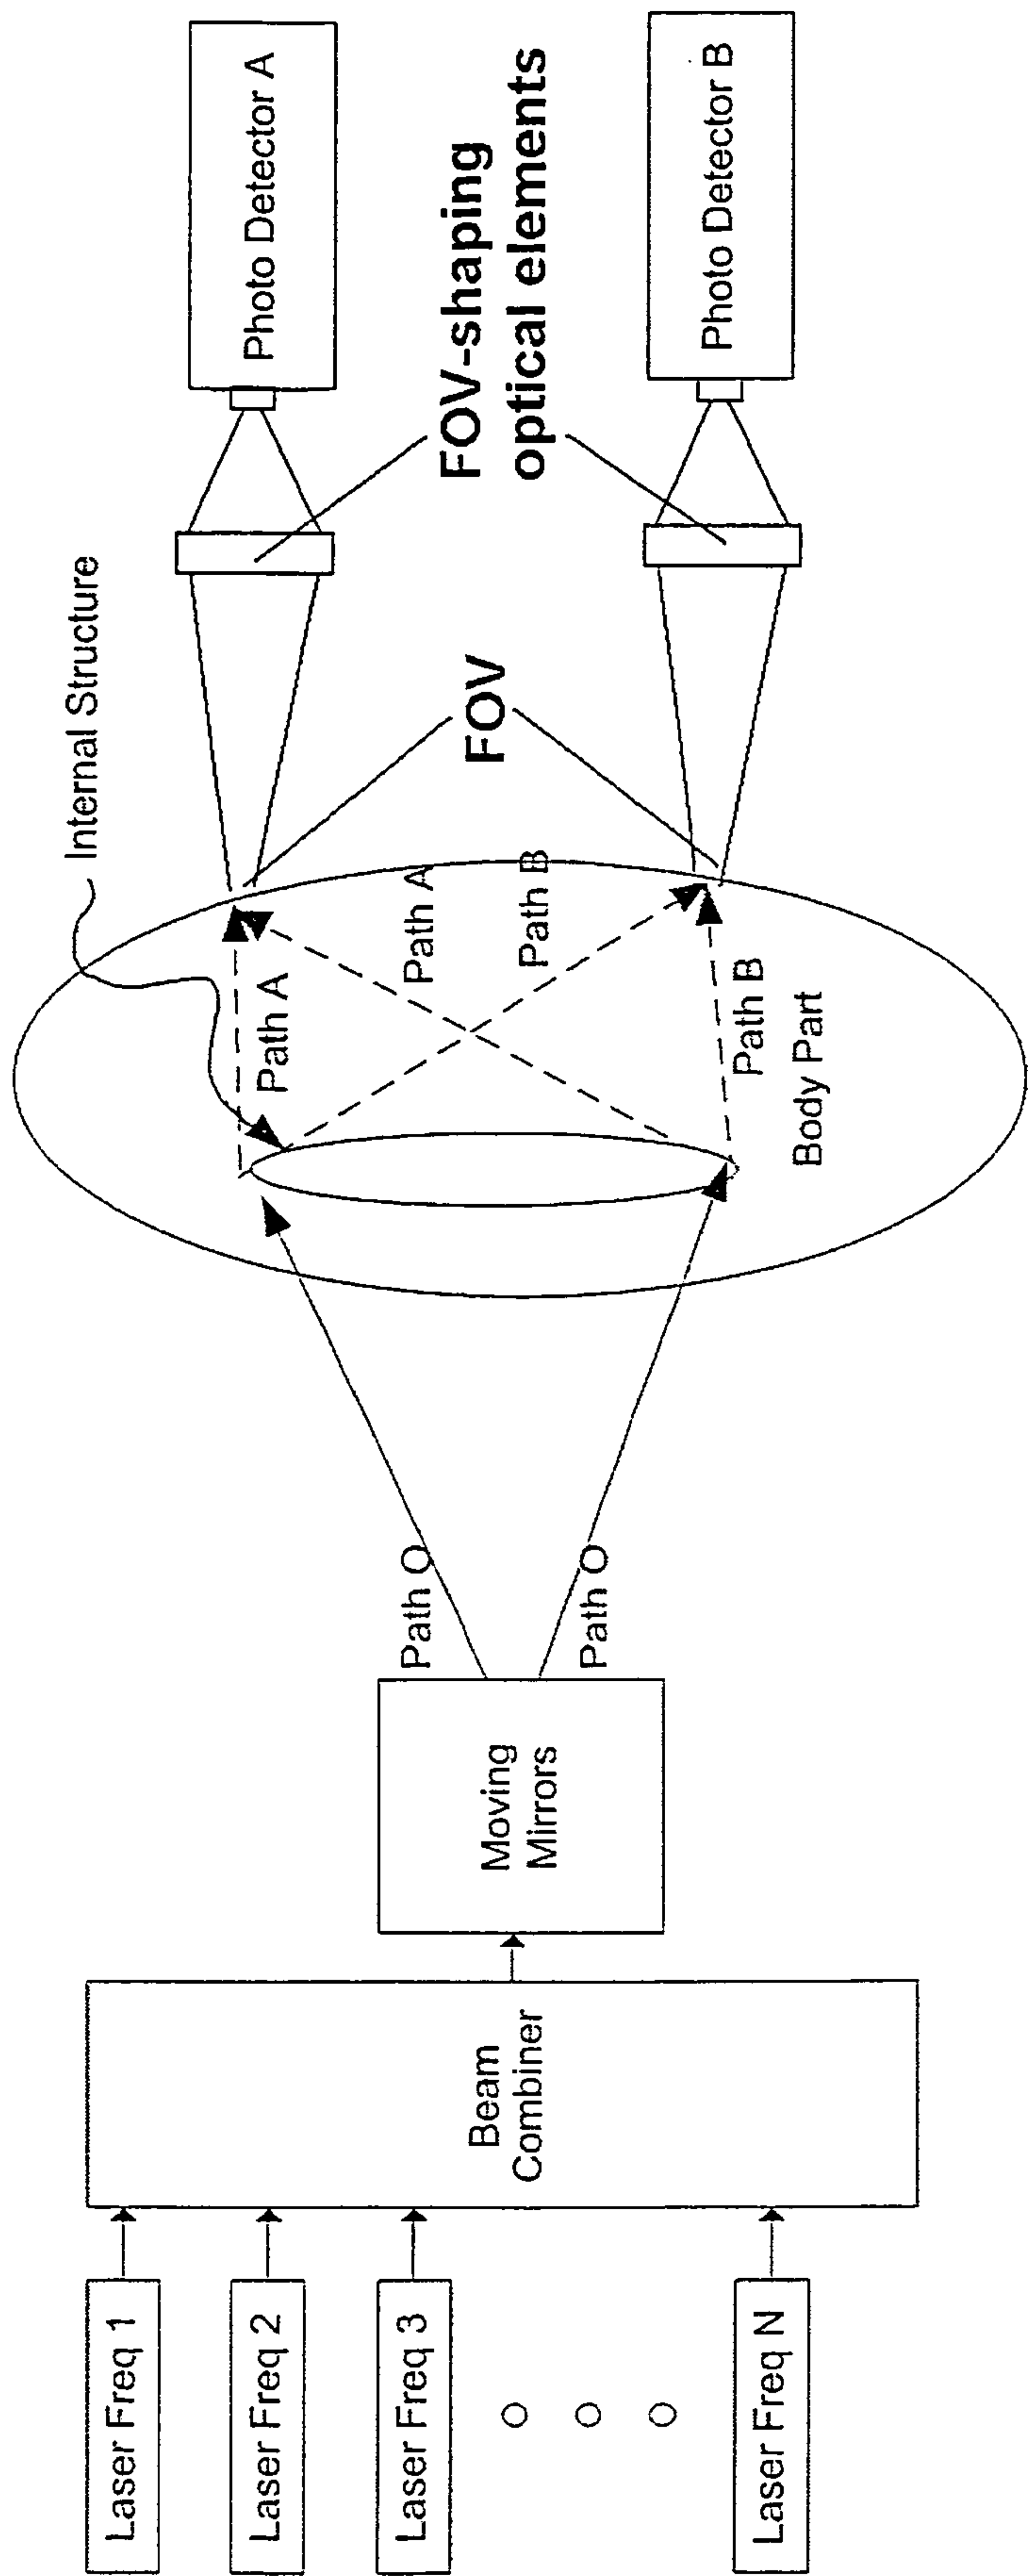 Laser Freq 1
Laser Freq 2
Laser Freq 3
Laser Freq N
Beam
Combiner
Moving
Mirrors
Path O
Path O
Internal Structure
Path A
Path A
Path B
Path B
Body Part
FOV
FOV-shaping
optical elements
Photo Detector A
Photo Detector B